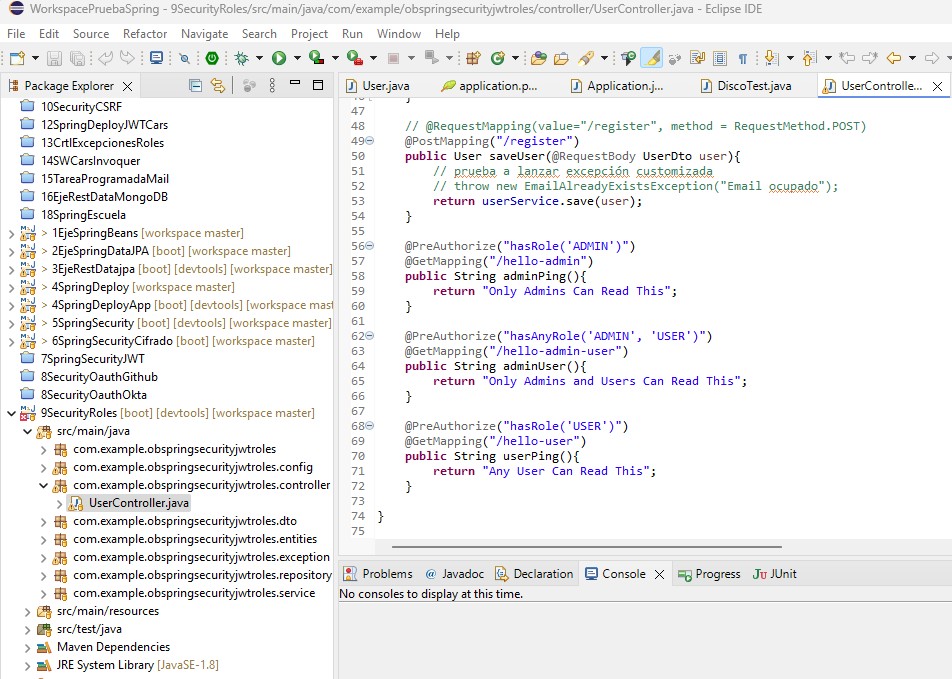 WorkspacePruebaSpring - 9SecurityRoles/src/main/java/com/example/obspringsecurityjwtroles/controller/UserController.java - Eclipse IDE
File Edit Source Refactor Navigate Search Project Run Window Help
Package Explorer
User.java application.p... Application.j... DiscoTest.java UserControlle...
10SecurityCSRF
12SpringDeployJWTCars
13CrtlExcepcionesRoles
14SWCarsInvoquer
15TareaProgramadaMail
16EjeRestDataMongoDB
18SpringEscuela
> 1EjeSpringBeans [workspace master]
> 2EjeSpringDataJPA [boot] [workspace master]
> 3EjeRestDatajpa [boot] [devtools] [workspace master]
> 4SpringDeploy [workspace master]
> 4SpringDeployApp [boot] [devtools] [workspace mast
> 5SpringSecurity [boot] [devtools] [workspace master]
> 6SpringSecurityCifrado [boot] [workspace master]
7SpringSecurityJWT
8SecurityOauthGithub
8SecurityOauthOkta
9SecurityRoles [boot] [devtools] [workspace master]
src/main/java
com.example.obspringsecurityjwtroles
com.example.obspringsecurityjwtroles.config
com.example.obspringsecurityjwtroles.controller
UserController.java
com.example.obspringsecurityjwtroles.dto
com.example.obspringsecurityjwtroles.entities
com.example.obspringsecurityjwtroles.exception
com.example.obspringsecurityjwtroles.repository
com.example.obspringsecurityjwtroles.service
src/main/resources
src/test/java
Maven Dependencies
JRE System Library [JavaSE-1.8]
47
48 // @RequestMapping(value="/register", method = RequestMethod.POST)
49 @PostMapping("/register")
50 public User saveUser(@RequestBody UserDto user){
51 // prueba a lanzar excepción customizada
52 // throw new EmailAlreadyExistsException("Email ocupado");
53 return userService.save(user);
54 }
55
56 @PreAuthorize("hasRole('ADMIN')")
57 @GetMapping("/hello-admin")
58 public String adminPing(){
59 return "Only Admins Can Read This";
60 }
61
62 @PreAuthorize("hasAnyRole('ADMIN', 'USER')")
63 @GetMapping("/hello-admin-user")
64 public String adminUser(){
65 return "Only Admins and Users Can Read This";
66 }
67
68 @PreAuthorize("hasRole('USER')")
69 @GetMapping("/hello-user")
70 public String userPing(){
71 return "Any User Can Read This";
72 }
73
74 }
75
Problems Javadoc Declaration Console Progress JUnit
No consoles to display at this time.